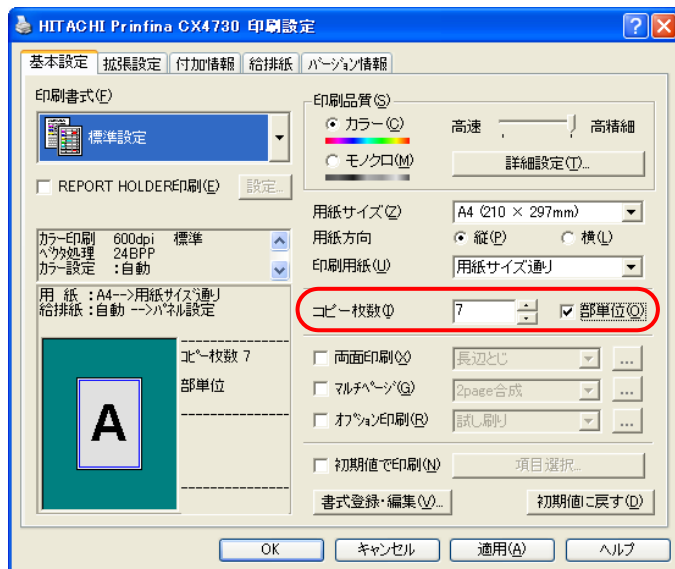 HITACHI Prinfina CX4730 印刷設定
基本設定 拡張設定 付加情報 給排紙 バージョン情報
印刷書式(F)
標準設定
REPORT HOLDER印刷(E) 設定...
カラー印刷 600dpi 標準
ベクタ処理 24BPP
カラー設定 :自動
用 紙 :A4-->用紙サイズ通り
給排紙 :自動 -->パネル設定
コピー枚数 7
部単位
A
印刷品質(S)
カラー(C) 高速 高精細
モノクロ(M) 詳細設定(T)...
用紙サイズ(Z) A4 (210 × 297mm)
用紙方向 縦(P) 横(L)
印刷用紙(U) 用紙サイズ通り
コピー枚数(I) 7 部単位(O)
両面印刷(X) 長辺とじ ...
マルチページ(G) 2page合成 ...
オプション印刷(R) 試し刷り ...
初期値で印刷(N) 項目選択...
書式登録・編集(V)... 初期値に戻す(D)
OK キャンセル 適用(A) ヘルプ